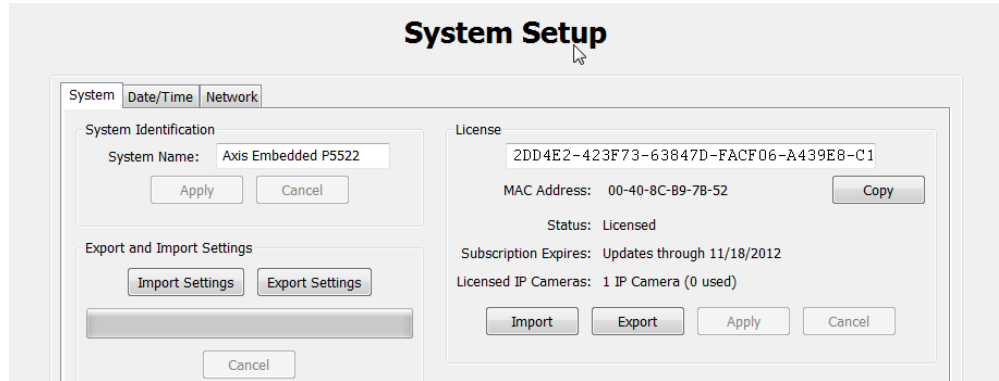 System Setup
System Date/Time Network
System Identification
System Name: Axis Embedded P5522
Apply Cancel
Export and Import Settings
Import Settings Export Settings
Cancel
License
2DD4E2-423F73-63847D-FACF06-A439E8-C1
MAC Address: 00-40-8C-B9-7B-52 Copy
Status: Licensed
Subscription Expires: Updates through 11/18/2012
Licensed IP Cameras: 1 IP Camera (0 used)
Import Export Apply Cancel